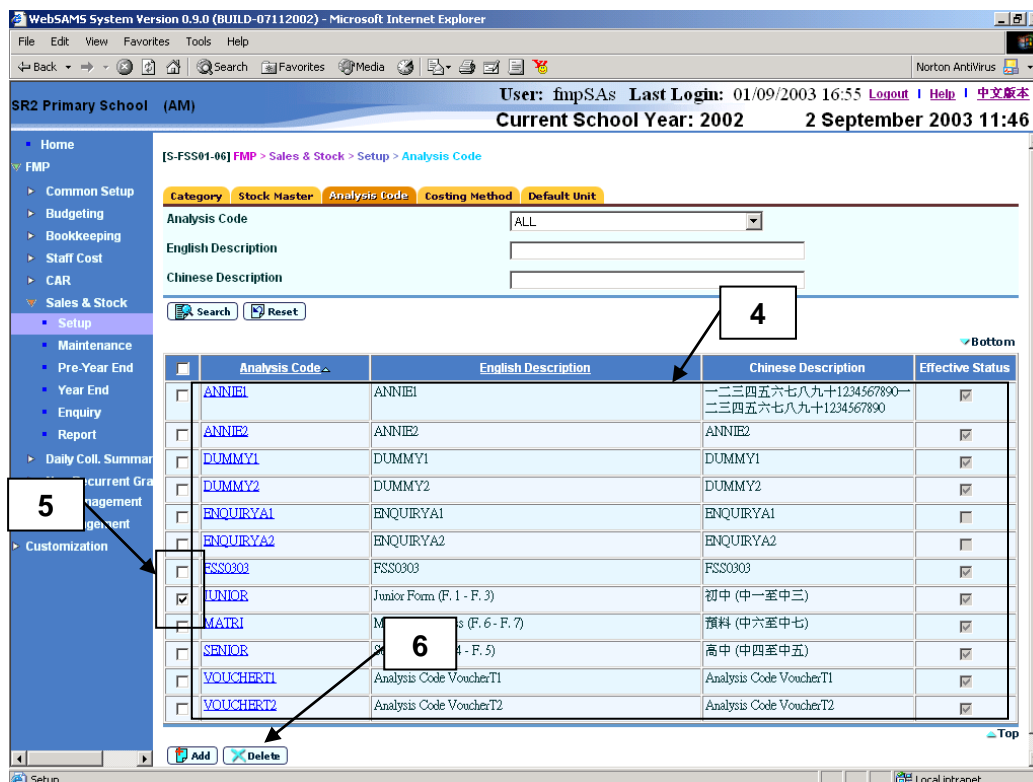 WebSAMS System Version 0.9.0 (BUILD-07112002) - Microsoft Internet Explorer
File Edit View Favorites Tools Help
Back Search Favorites Media Norton AntiVirus
SR2 Primary School (AM)
User: fmpSAs Last Login: 01/09/2003 16:55 Logout | Help | 中文版本
Current School Year: 2002 2 September 2003 11:46
Home
FMP
Common Setup
Budgeting
Bookkeeping
Staff Cost
CAR
Sales & Stock
Setup
Maintenance
Pre-Year End
Year End
Enquiry
Report
Daily Coll. Summar
ecurrent Gra
nagement
gement
Customization
[S-FSS01-06] FMP > Sales & Stock > Setup > Analysis Code
Category Stock Master Analysis Code Costing Method Default Unit
Analysis Code ALL
English Description
Chinese Description
Search Reset
4
Bottom
Analysis Code English Description Chinese Description Effective Status
ANNIE1 ANNIE1 一二三四五六七八九十1234567890一
二三四五六七八九十1234567890
ANNIE2 ANNIE2 ANNIE2
DUMMY1 DUMMY1 DUMMY1
DUMMY2 DUMMY2 DUMMY2
ENQUIRYA1 ENQUIRYA1 ENQUIRYA1
ENQUIRYA2 ENQUIRYA2 ENQUIRYA2
FSS0303 FSS0303 FSS0303
JUNIOR Junior Form (F. 1 - F. 3) 初中 (中一至中三)
MATRI s (F. 6 - F. 7) 預料 (中六至中七)
SENIOR 4 - F. 5) 高中 (中四至中五)
VOUCHERT1 Analysis Code VoucherT1 Analysis Code VoucherT1
VOUCHERT2 Analysis Code VoucherT2 Analysis Code VoucherT2
5
6
Top
Add Delete
Setup Local intranet